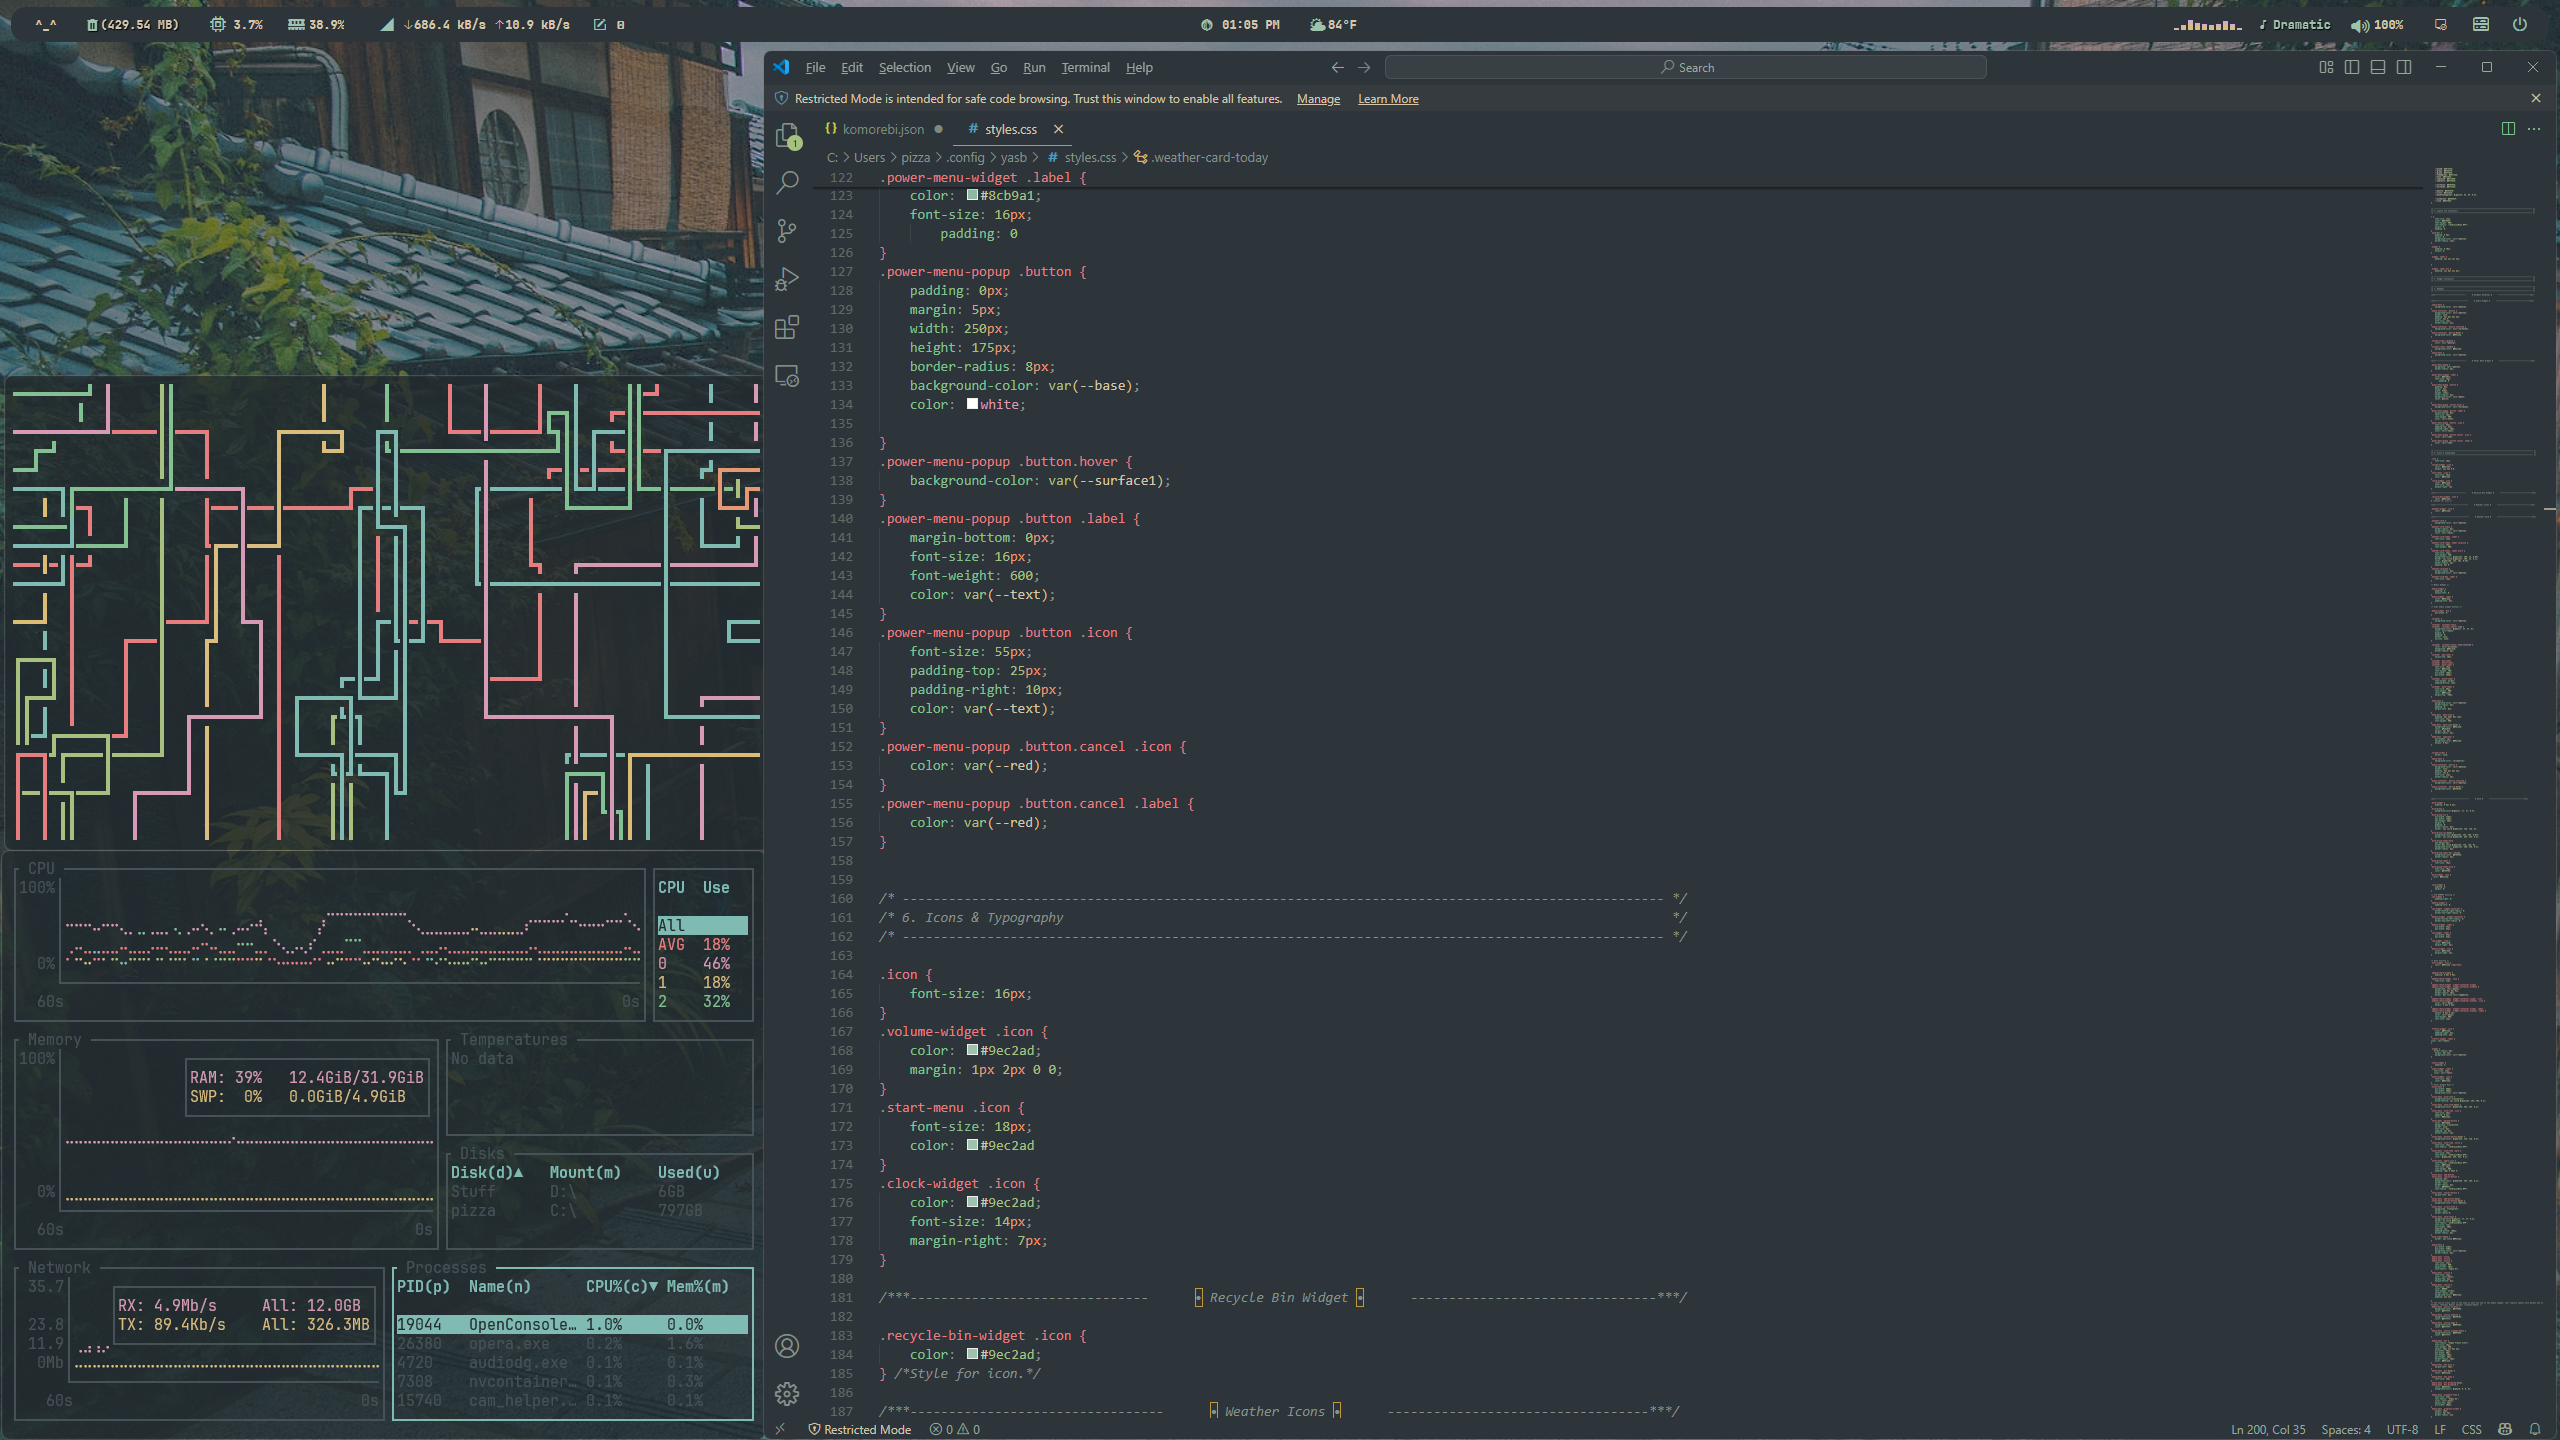 ^_^ (429.54 MB) 3.7% 38.9% ↓686.4 kB/s ↑10.9 kB/s 01:05 PM 84°F Dramatic 100%
File Edit Selection View Go Run Terminal Help Search
Restricted Mode is intended for safe code browsing. Trust this window to enable all features. Manage Learn More
{} komorebi.json ● # styles.css
C: > Users > pizza > .config > yasb > # styles.css > .weather-card-today
1
122 .power-menu-widget .label {
123 color: #8cb9a1;
124 font-size: 16px;
125 padding: 0
126 }
127 .power-menu-popup .button {
128 padding: 0px;
129 margin: 5px;
130 width: 250px;
131 height: 175px;
132 border-radius: 8px;
133 background-color: var(--base);
134 color: white;
135
136 }
137 .power-menu-popup .button.hover {
138 background-color: var(--surface1);
139 }
140 .power-menu-popup .button .label {
141 margin-bottom: 0px;
142 font-size: 16px;
143 font-weight: 600;
144 color: var(--text);
145 }
146 .power-menu-popup .button .icon {
147 font-size: 55px;
148 padding-top: 25px;
149 padding-right: 10px;
150 color: var(--text);
151 }
152 .power-menu-popup .button.cancel .icon {
153 color: var(--red);
154 }
155 .power-menu-popup .button.cancel .label {
156 color: var(--red);
157 }
158
159
160 /* --------------------------------------------------------------------------------------------------- */
161 /* 6. Icons & Typography */
162 /* --------------------------------------------------------------------------------------------------- */
163
164 .icon {
165 font-size: 16px;
166 }
167 .volume-widget .icon {
168 color: #9ec2ad;
169 margin: 1px 2px 0 0;
170 }
171 .start-menu .icon {
172 font-size: 18px;
173 color: #9ec2ad
174 }
175 .clock-widget .icon {
176 color: #9ec2ad;
177 font-size: 14px;
178 margin-right: 7px;
179 }
180
181 /***------------------------------- • Recycle Bin Widget • --------------------------------***/
182
183 .recycle-bin-widget .icon {
184 color: #9ec2ad;
185 } /*Style for icon.*/
186
187 /***--------------------------------- • Weather Icons • ----------------------------------***/
Restricted Mode 0 0 Ln 200, Col 35 Spaces: 4 UTF-8 LF CSS
CPU
100%
0%
60s 0s
CPU Use
All
AVG 18%
0 46%
1 18%
2 32%
Memory
100%
RAM: 39% 12.4GiB/31.9GiB
SWP: 0% 0.0GiB/4.9GiB
0%
60s 0s
Temperatures
No data
Disks
Disk(d)▲ Mount(m) Used(u)
Stuff D:\ 6GB
pizza C:\ 797GB
Network
35.7
23.8
11.9
0Mb
RX: 4.9Mb/s All: 12.0GB
TX: 89.4Kb/s All: 326.3MB
60s 0s
Processes
PID(p) Name(n) CPU%(c)▼ Mem%(m)
19044 OpenConsole… 1.0% 0.0%
26380 opera.exe 0.2% 1.6%
4720 audiodg.exe 0.1% 0.1%
7308 nvcontainer… 0.1% 0.3%
15740 cam_helper.… 0.1% 0.1%